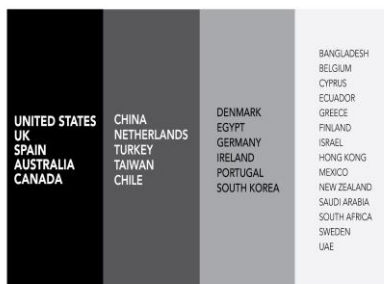 UNITED STATES
UK
SPAIN
AUSTRALIA
CANADA
CHINA
NETHERLANDS
TURKEY
TAIWAN
CHILE
DENMARK
EGYPT
GERMANY
IRELAND
PORTUGAL
SOUTH KOREA
BANGLADESH
BELGIUM
CYPRUS
ECUADOR
GREECE
FINLAND
ISRAEL
HONG KONG
MEXICO
NEW ZEALAND
SAUDI ARABIA
SOUTH AFRICA
SWEDEN
UAE